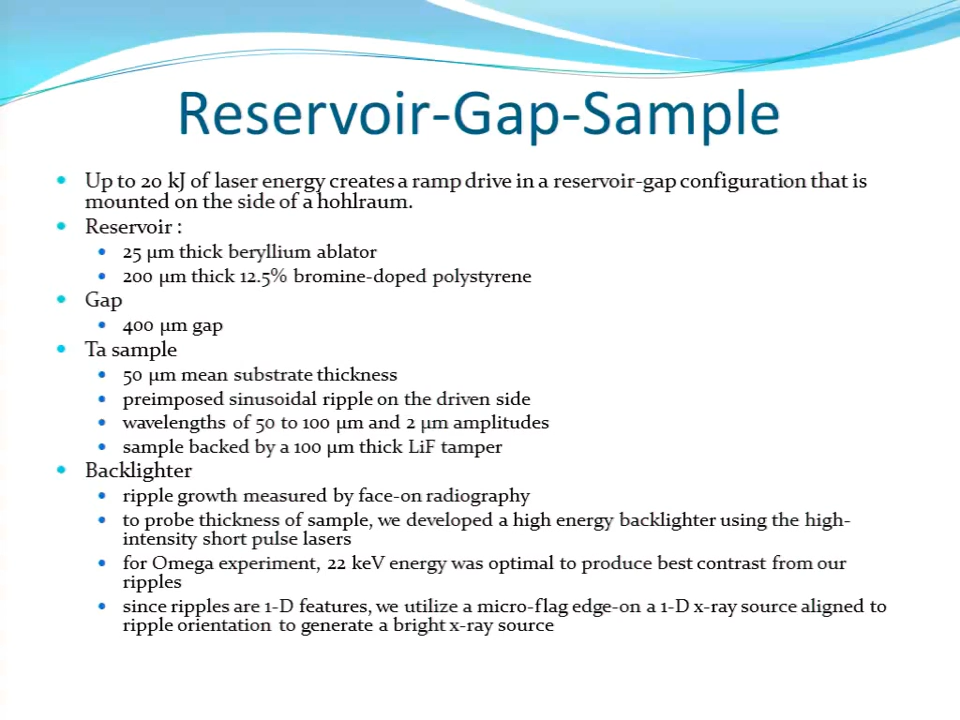 Reservoir-Gap-Sample
Up to 20 kJ of laser energy creates a ramp drive in a reservoir-gap configuration that is
mounted on the side of a hohlraum.
Reservoir :
25 µm thick beryllium ablator
200 µm thick 12.5% bromine-doped polystyrene
Gap
400 µm gap
Ta sample
50 µm mean substrate thickness
preimposed sinusoidal ripple on the driven side
wavelengths of 50 to 100 µm and 2 µm amplitudes
sample backed by a 100 µm thick LiF tamper
Backlighter
ripple growth measured by face-on radiography
to probe thickness of sample, we developed a high energy backlighter using the high-
intensity short pulse lasers
for Omega experiment, 22 keV energy was optimal to produce best contrast from our
ripples
since ripples are 1-D features, we utilize a micro-flag edge-on a 1-D x-ray source aligned to
ripple orientation to generate a bright x-ray source